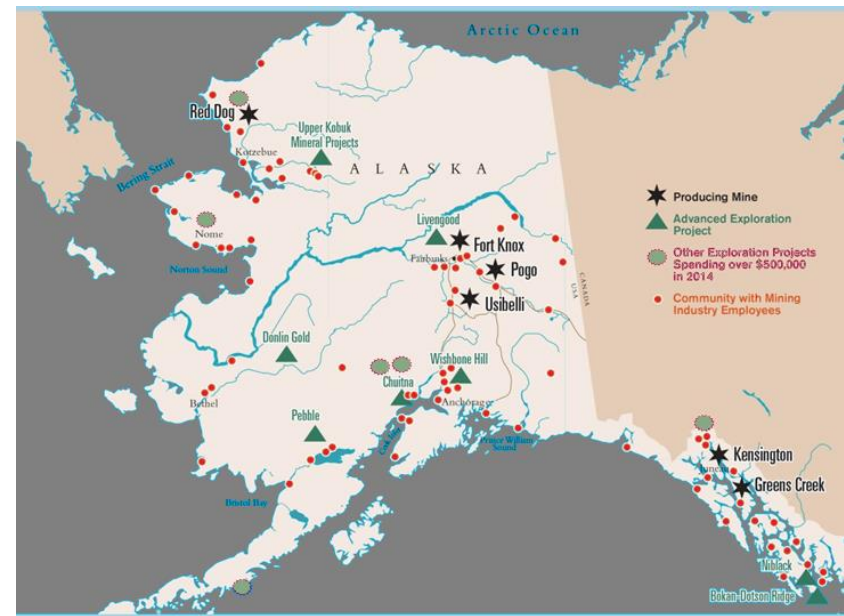 Arctic Ocean
Red Dog
Kotzebue
Upper Kobuk
Mineral Projects
ALASKA
Bering Strait
Nome
Norton Sound
Livengood
Fort Knox
Fairbanks
Pogo
Usibelli
CANADA
USA
Producing Mine
Advanced Exploration
Project
Other Exploration Projects
Spending over $500,000
in 2014
Community with Mining
Industry Employees
Donlin Gold
Bethel
Chuitna
Wishbone Hill
Anchorage
Pebble
Cook Inlet
Prince William
Sound
Bristol Bay
Kensington
Juneau
Greens Creek
Niblack
Bokan-Dotson Ridge